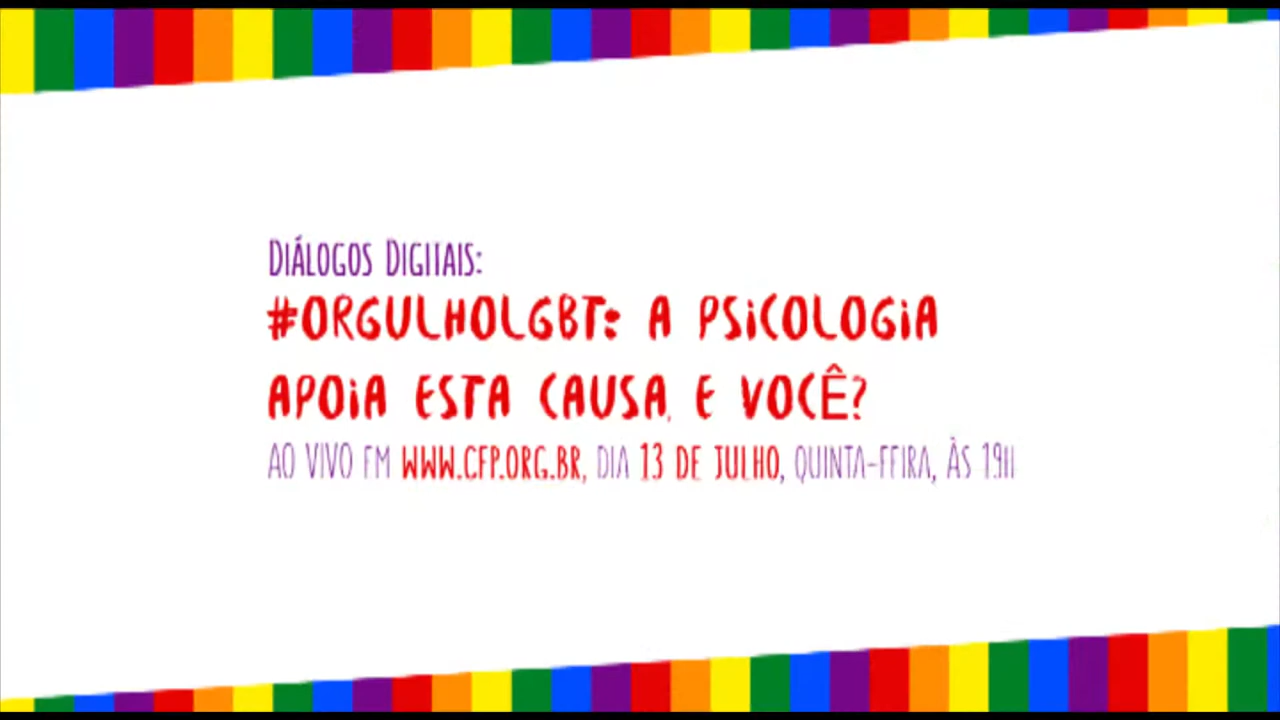 DIÁLOGOS DIGITAIS:
#ORGULHOLGBT: A PSICOLOGIA
APOIA ESTA CAUSA. E VOCÊ?
AO VIVO EM WWW.CFP.ORG.BR, DIA 13 DE JULHO, QUINTA-FEIRA, ÀS 19H